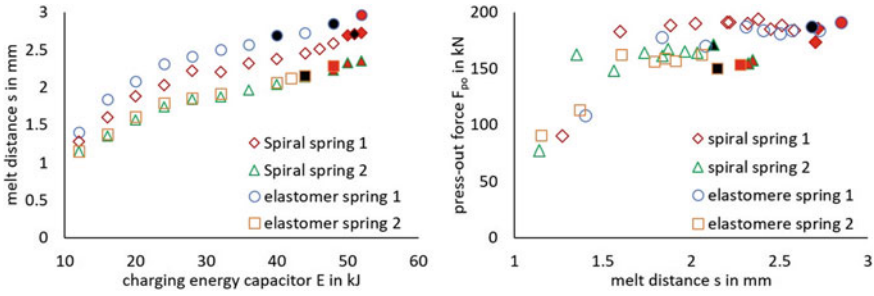 melt distance s in mm
3
2.5
2
1.5
1
0.5
0
10 20 30 40 50 60
charging energy capacitor E in kJ
Spiral spring 1
Spiral spring 2
elastomer spring 1
elastomer spring 2
press-out force Fpo in kN
200
150
100
50
0
1 1.5 2 2.5 3
melt distance s in mm
spiral spring 1
spiral spring 2
elastomere spring 1
elastomere spring 2